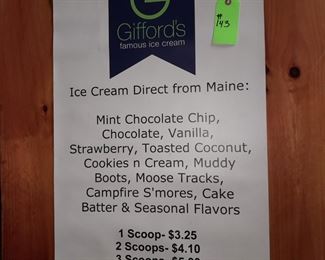 G
Gifford's
famous ice cream
#
143
Ice Cream Direct from Maine:
Mint Chocolate Chip,
Chocolate, Vanilla,
Strawberry, Toasted Coconut,
Cookies n Cream, Muddy
Boots, Moose Tracks,
Campfire S'mores, Cake
Batter & Seasonal Flavors
1 Scoop- $3.25
2 Scoops- $4.10
3 Scoops-